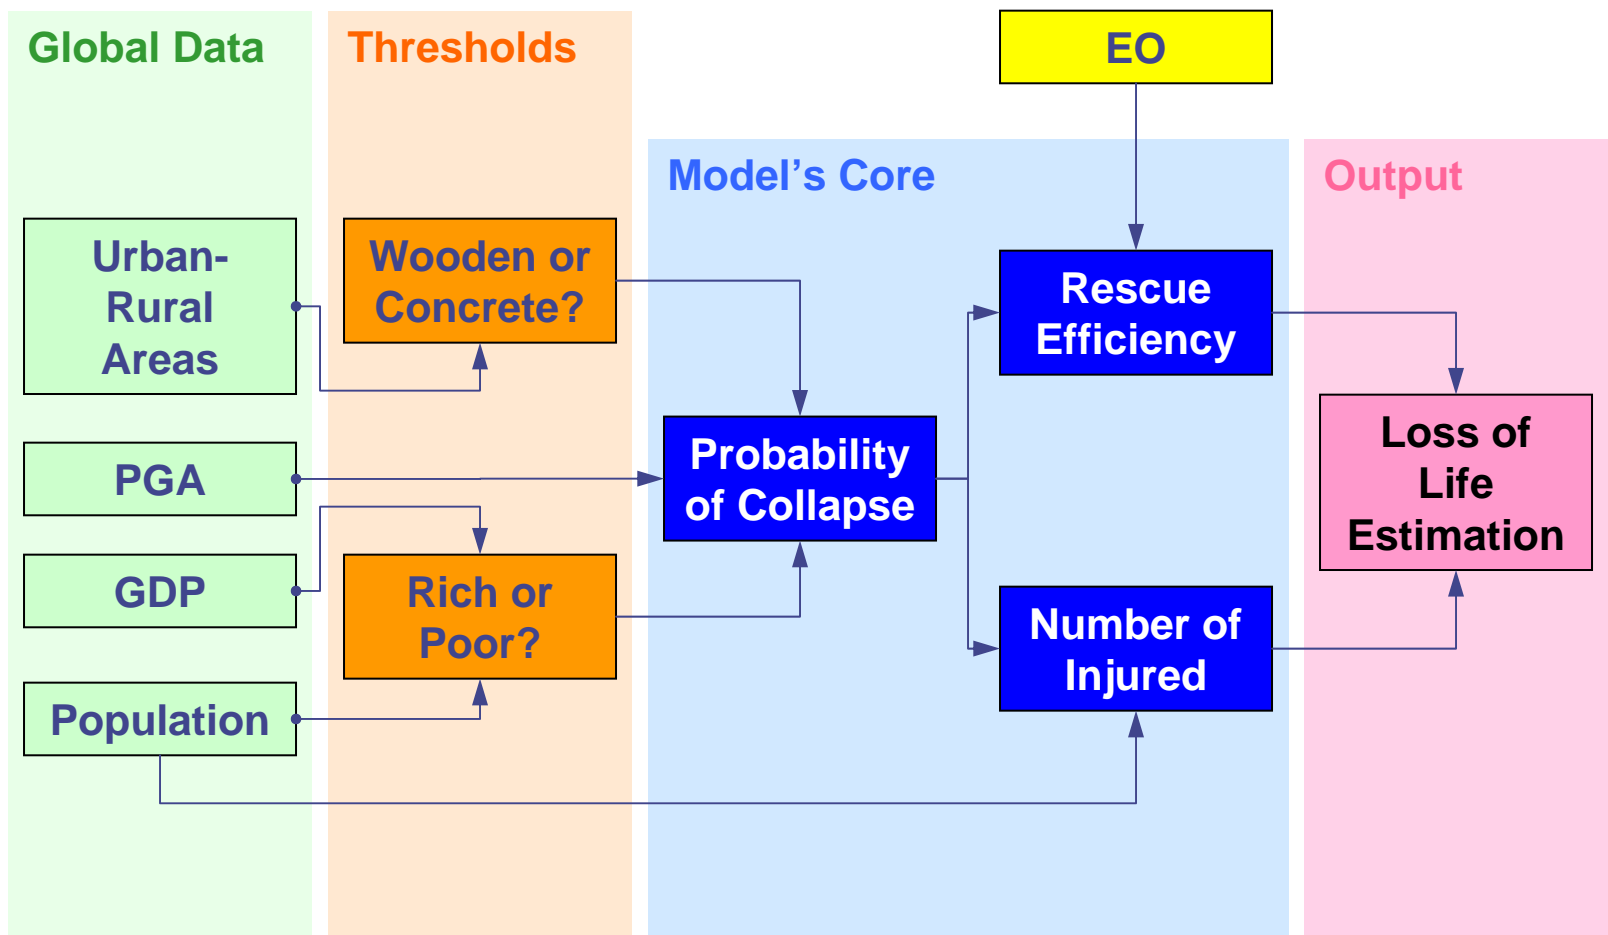 Global Data
Thresholds
EO
Model’s Core
Output
Urban-
Rural
Areas
Wooden or
Concrete?
Rescue
Efficiency
PGA
Probability
of Collapse
Loss of
Life
Estimation
GDP
Rich or
Poor?
Number of
Injured
Population